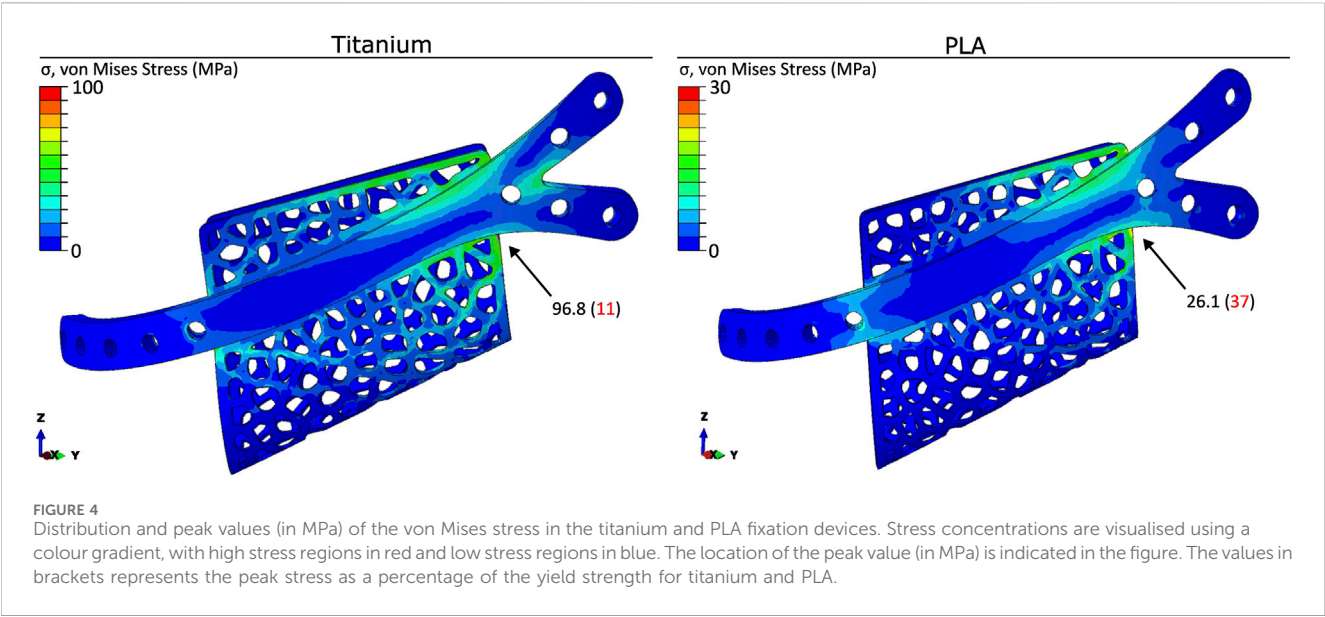 Titanium
σ, von Mises Stress (MPa)
100
0
96.8 (11)
Z
X Y
PLA
σ, von Mises Stress (MPa)
30
0
26.1 (37)
Z
X Y
FIGURE 4
Distribution and peak values (in MPa) of the von Mises stress in the titanium and PLA fixation devices. Stress concentrations are visualised using a
colour gradient, with high stress regions in red and low stress regions in blue. The location of the peak value (in MPa) is indicated in the figure. The values in
brackets represents the peak stress as a percentage of the yield strength for titanium and PLA.